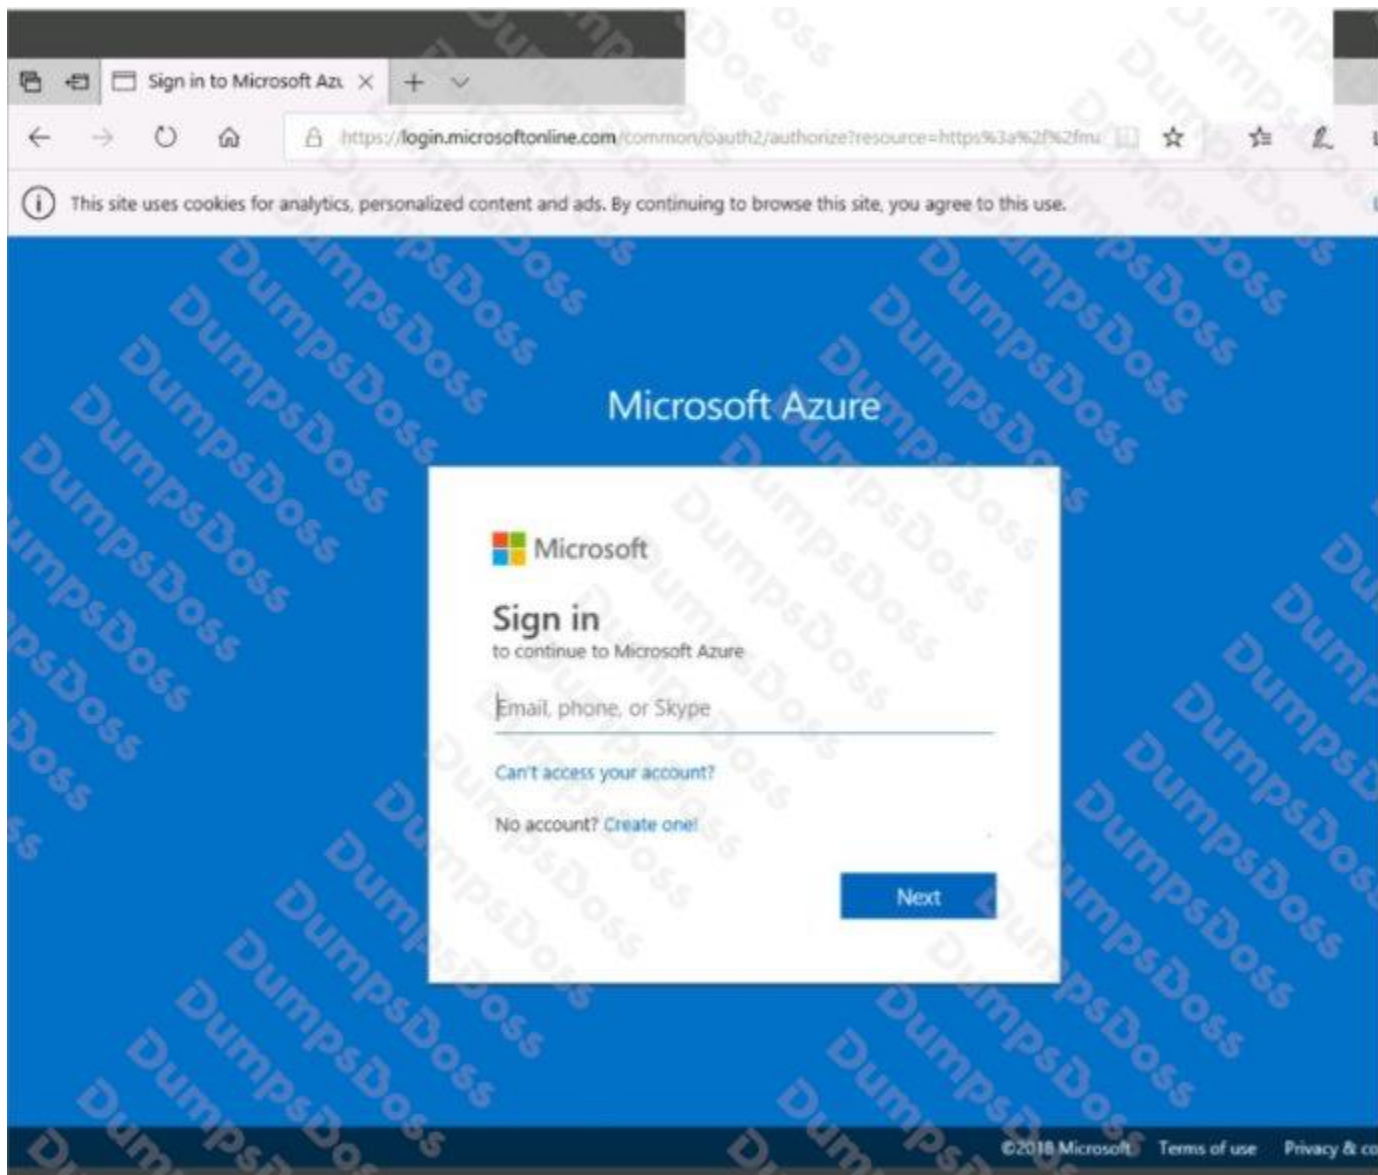 Sign in to Microsoft Azu
https://login.microsoftonline.com/common/oauth2/authorize?resource=https%3a%2f%2fma
This site uses cookies for analytics, personalized content and ads. By continuing to browse this site, you agree to this use.
Microsoft Azure
Microsoft
Sign in
to continue to Microsoft Azure
Email, phone, or Skype
Can't access your account?
No account? Create one!
Next
©2018 Microsoft Terms of use Privacy & co
DumpsDoss